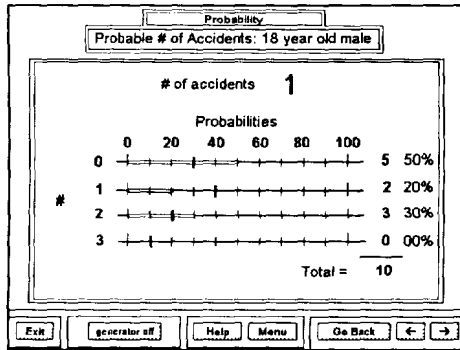 Probability
Probable # of Accidents: 18 year old male
# of accidents 1
Probabilities
0 20 40 60 80 100
0 5 50%
# 1 2 20%
2 3 30%
3 0 00%
Total = 10
Exit generator off Help Menu Go Back ← →